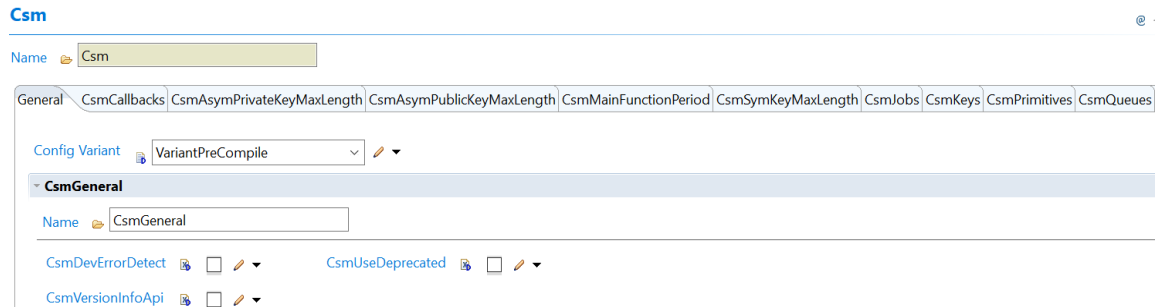 Csm
@
Name Csm
General CsmCallbacks CsmAsymPrivateKeyMaxLength CsmAsymPublicKeyMaxLength CsmMainFunctionPeriod CsmSymKeyMaxLength CsmJobs CsmKeys CsmPrimitives CsmQueues
Config Variant VariantPreCompile
CsmGeneral
Name CsmGeneral
CsmDevErrorDetect CsmUseDeprecated
CsmVersionInfoApi